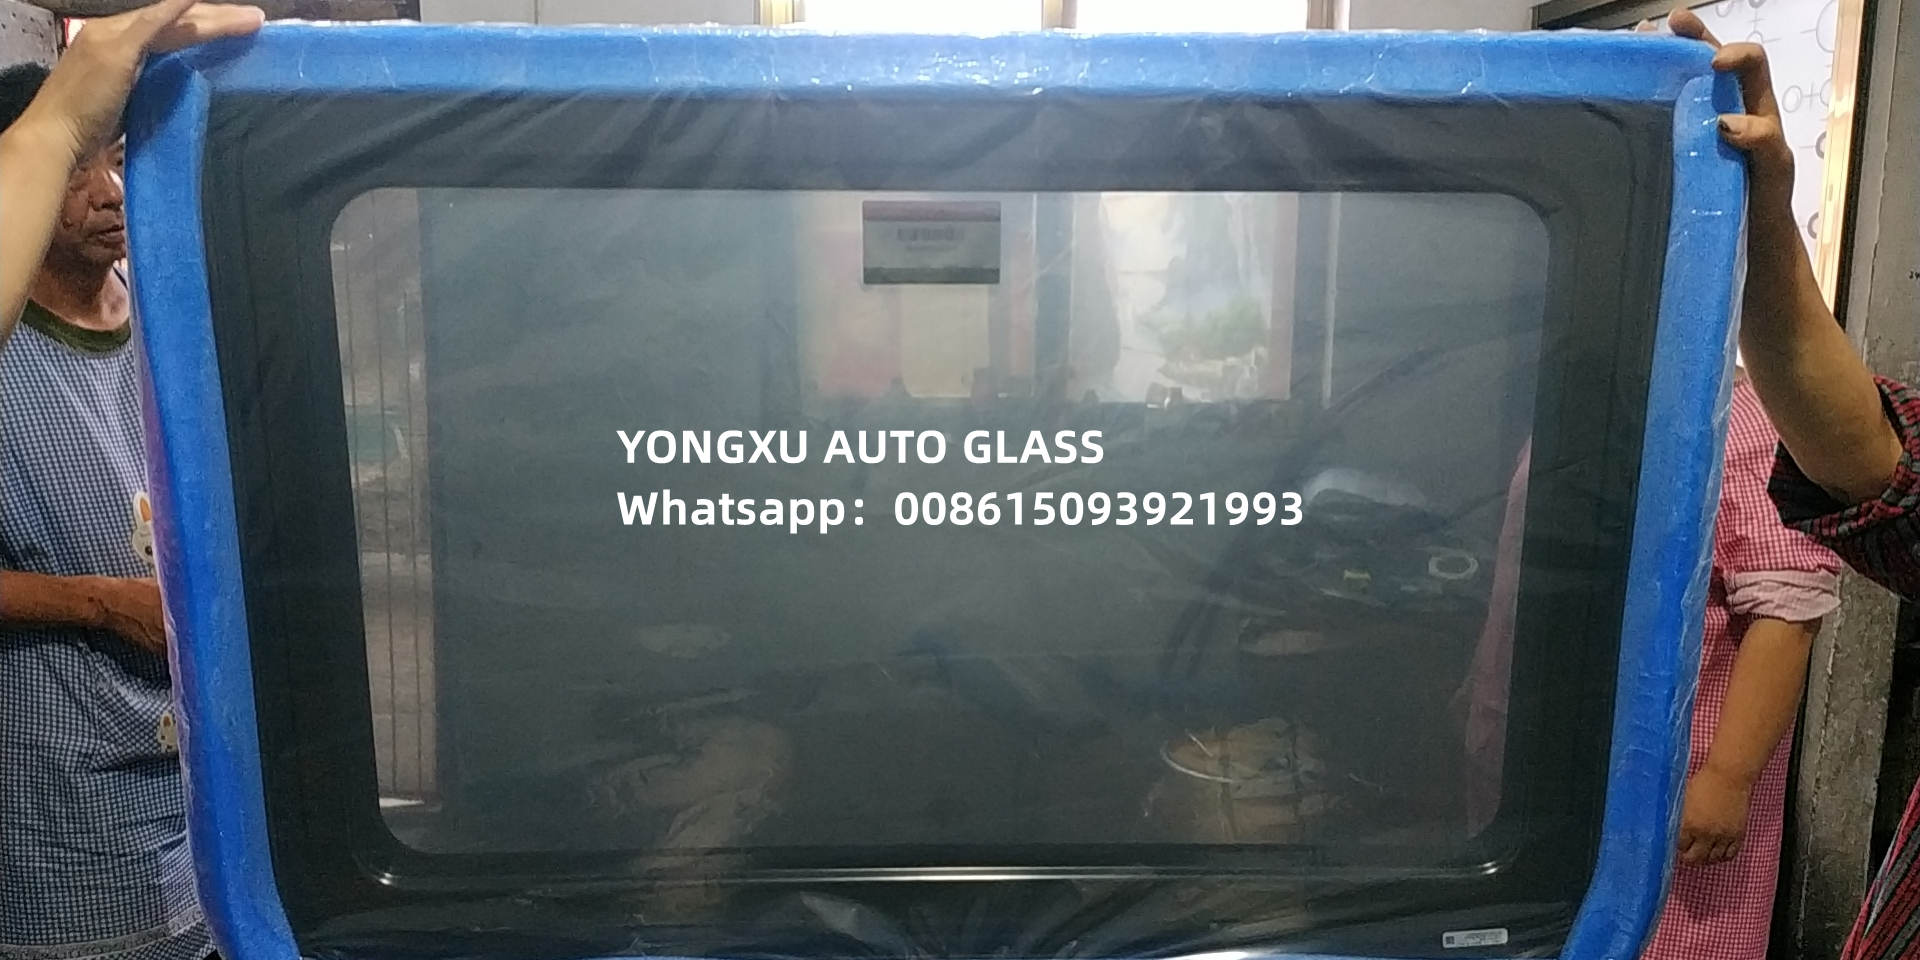 YONGXU AUTO GLASS
Whatsapp：008615093921993